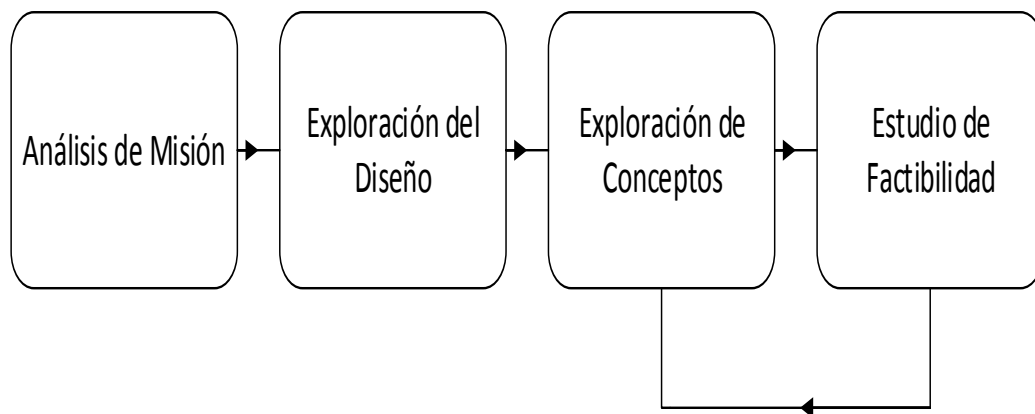 Análisis de Misión
Exploración del
Diseño
Exploración de
Conceptos
Estudio de
Factibilidad